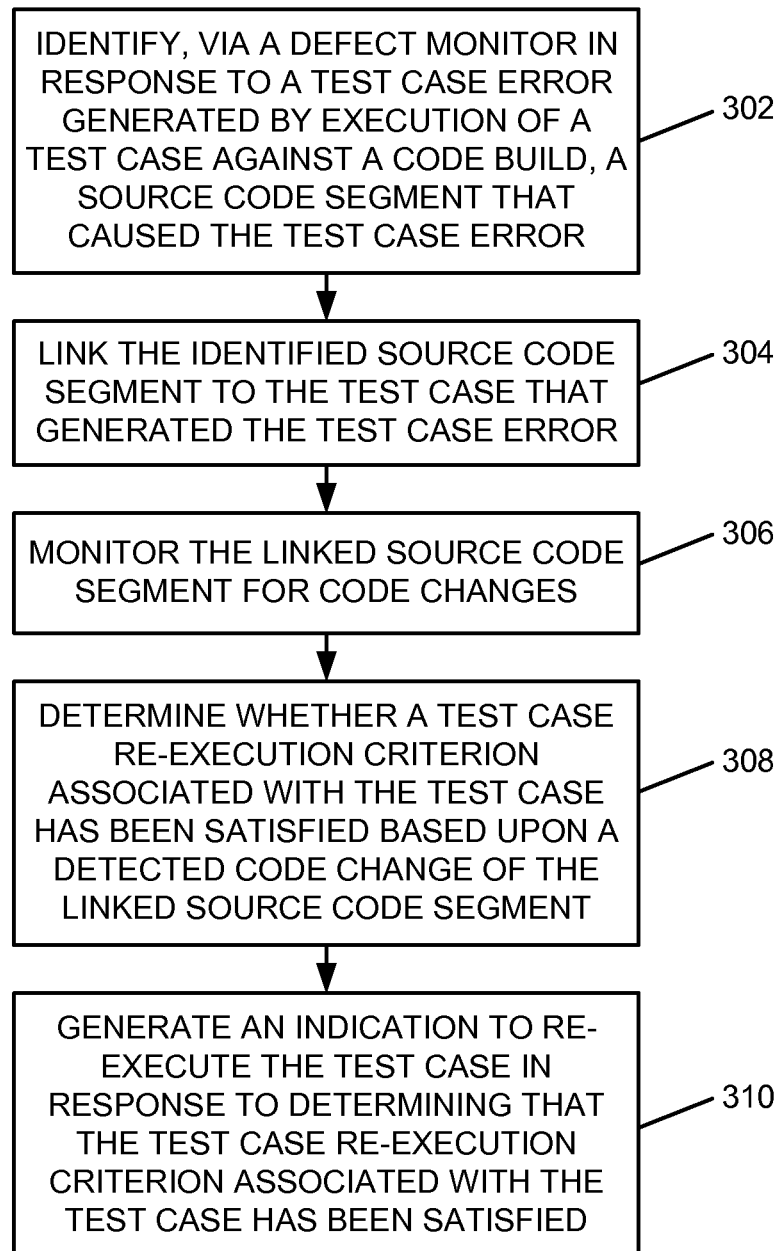 IDENTIFY, VIA A DEFECT MONITOR IN
RESPONSE TO A TEST CASE ERROR
GENERATED BY EXECUTION OF A
TEST CASE AGAINST A CODE BUILD, A
SOURCE CODE SEGMENT THAT
CAUSED THE TEST CASE ERROR
302
LINK THE IDENTIFIED SOURCE CODE
SEGMENT TO THE TEST CASE THAT
GENERATED THE TEST CASE ERROR
304
MONITOR THE LINKED SOURCE CODE
SEGMENT FOR CODE CHANGES
306
DETERMINE WHETHER A TEST CASE
RE-EXECUTION CRITERION
ASSOCIATED WITH THE TEST CASE
HAS BEEN SATISFIED BASED UPON A
DETECTED CODE CHANGE OF THE
LINKED SOURCE CODE SEGMENT
308
GENERATE AN INDICATION TO RE-
EXECUTE THE TEST CASE IN
RESPONSE TO DETERMINING THAT
THE TEST CASE RE-EXECUTION
CRITERION ASSOCIATED WITH THE
TEST CASE HAS BEEN SATISFIED
310